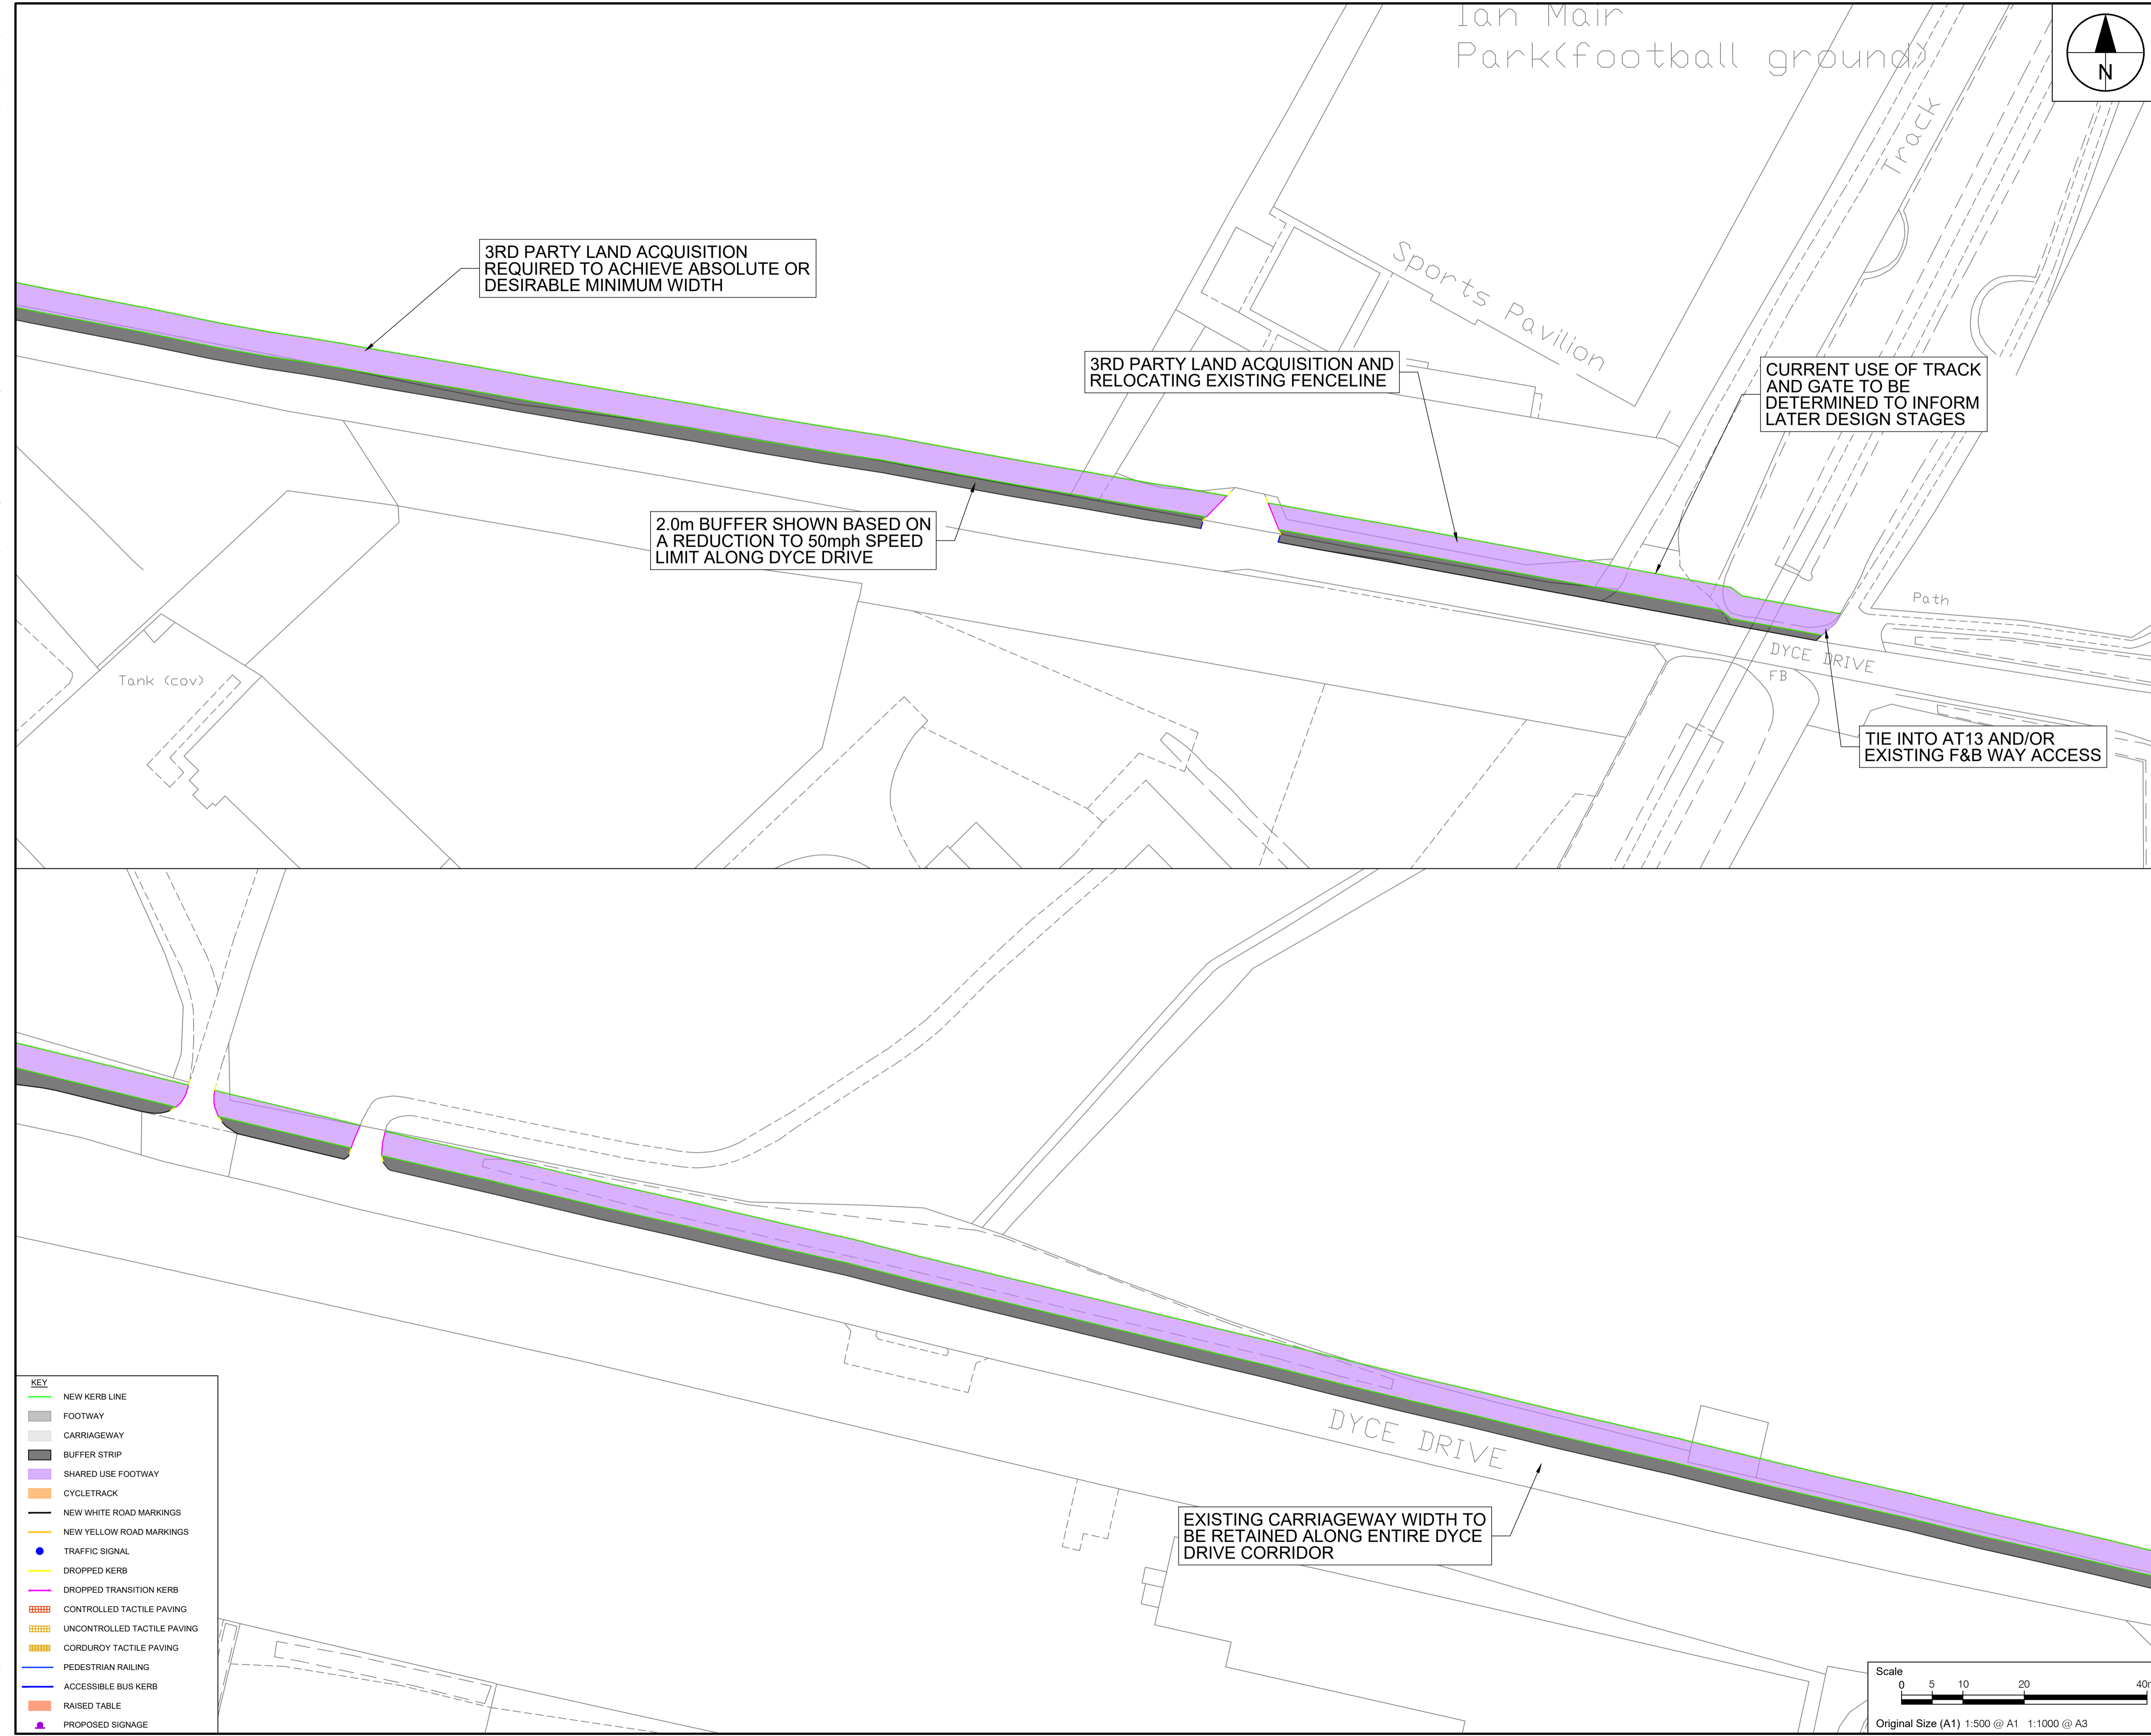 Ian Mair
Park(football ground)
N
Track
3RD PARTY LAND ACQUISITION
REQUIRED TO ACHIEVE ABSOLUTE OR
DESIRABLE MINIMUM WIDTH
Sports Pavilion
3RD PARTY LAND ACQUISITION AND
RELOCATING EXISTING FENCELINE
CURRENT USE OF TRACK
AND GATE TO BE
DETERMINED TO INFORM
LATER DESIGN STAGES
2.0m BUFFER SHOWN BASED ON
A REDUCTION TO 50mph SPEED
LIMIT ALONG DYCE DRIVE
Path
DYCE DRIVE
FB
Tank (cov)
TIE INTO AT13 AND/OR
EXISTING F&B WAY ACCESS
DYCE DRIVE
EXISTING CARRIAGEWAY WIDTH TO
BE RETAINED ALONG ENTIRE DYCE
DRIVE CORRIDOR
KEY
NEW KERB LINE
FOOTWAY
CARRIAGEWAY
BUFFER STRIP
SHARED USE FOOTWAY
CYCLETRACK
NEW WHITE ROAD MARKINGS
NEW YELLOW ROAD MARKINGS
TRAFFIC SIGNAL
DROPPED KERB
DROPPED TRANSITION KERB
CONTROLLED TACTILE PAVING
UNCONTROLLED TACTILE PAVING
CORDUROY TACTILE PAVING
PEDESTRIAN RAILING
ACCESSIBLE BUS KERB
RAISED TABLE
PROPOSED SIGNAGE
Scale
0 5 10 20 40m
Original Size (A1) 1:500 @ A1 1:1000 @ A3